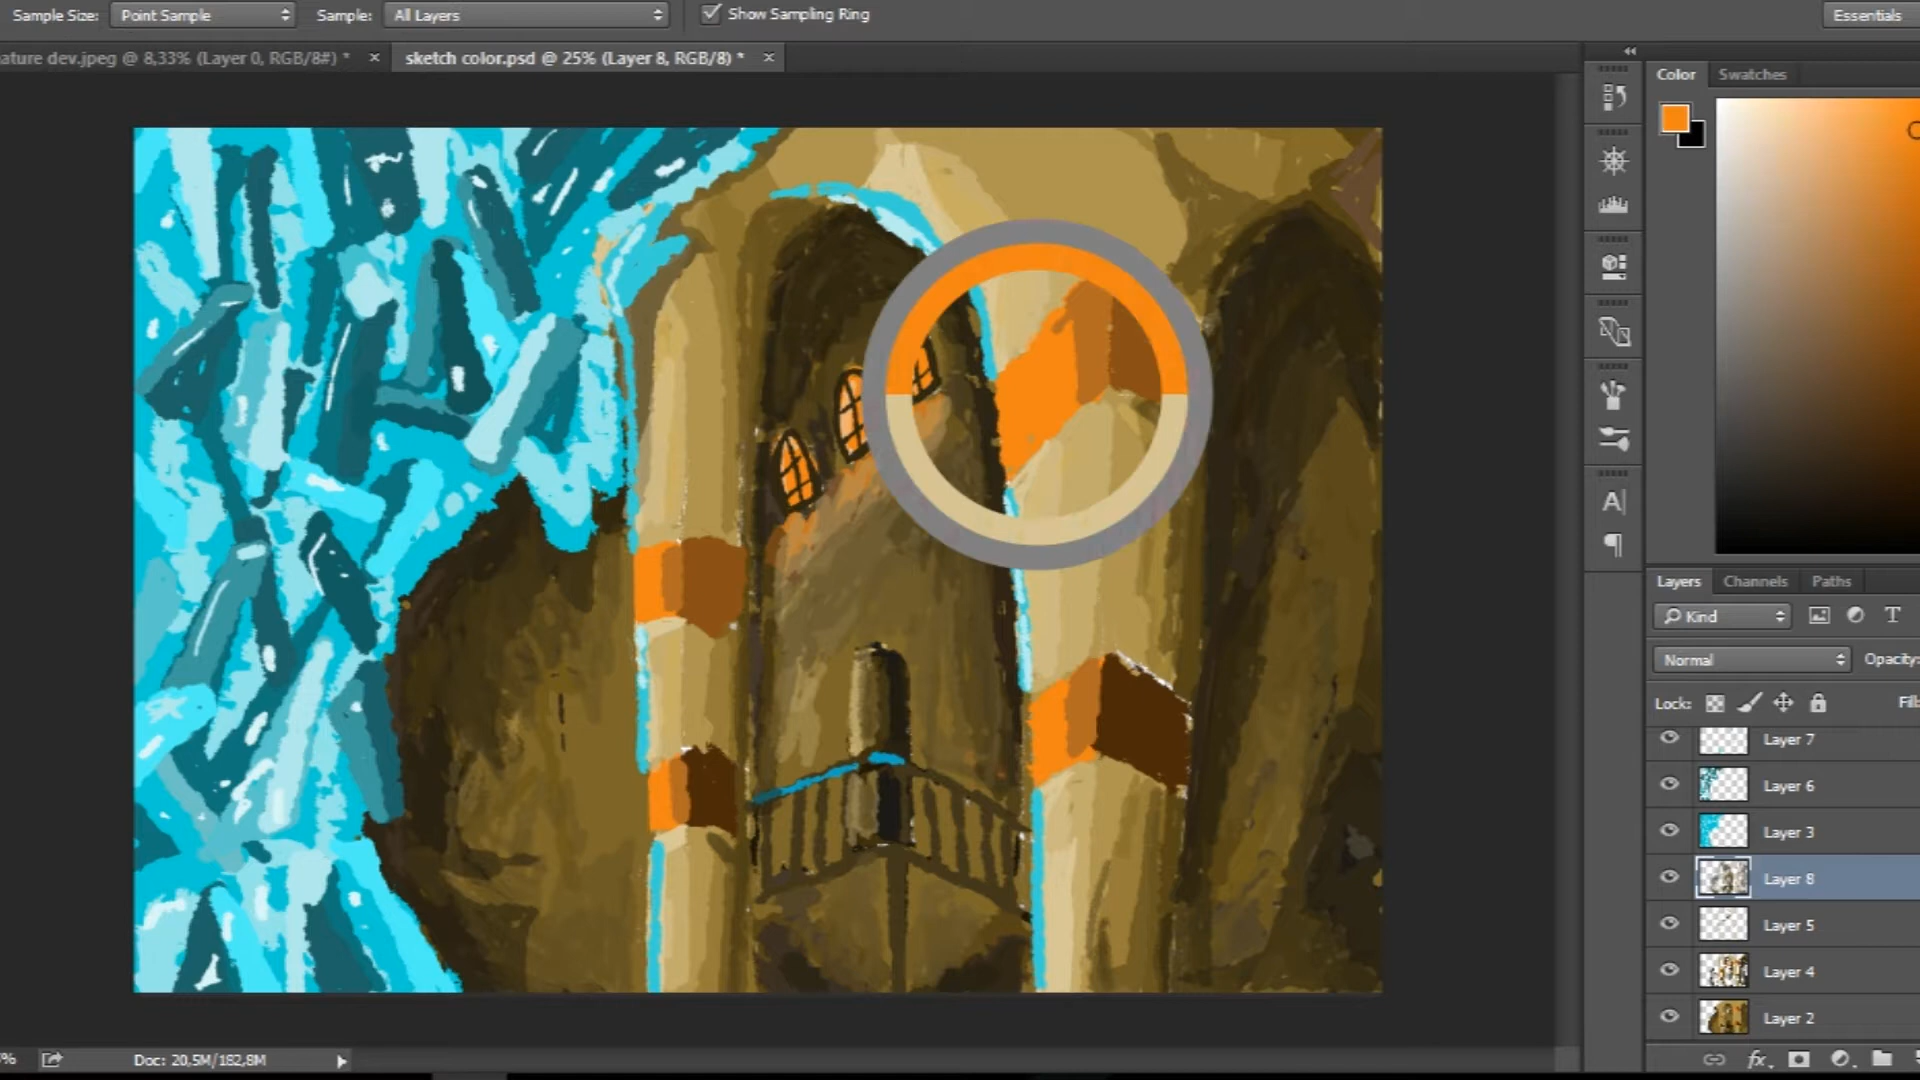 Sample Size: Point Sample Sample: All Layers Show Sampling Ring Essentials
ature dev.jpeg @ 8,33% (Layer 0, RGB/8#) * × sketch color.psd @ 25% (Layer 8, RGB/8) * ×
Color Swatches
Layers Channels Paths
Kind
Normal Opacity:
Lock: Fill:
Layer 7
Layer 6
Layer 3
Layer 8
Layer 5
Layer 4
Layer 2
% Doc: 20,5M/182,8M
fx